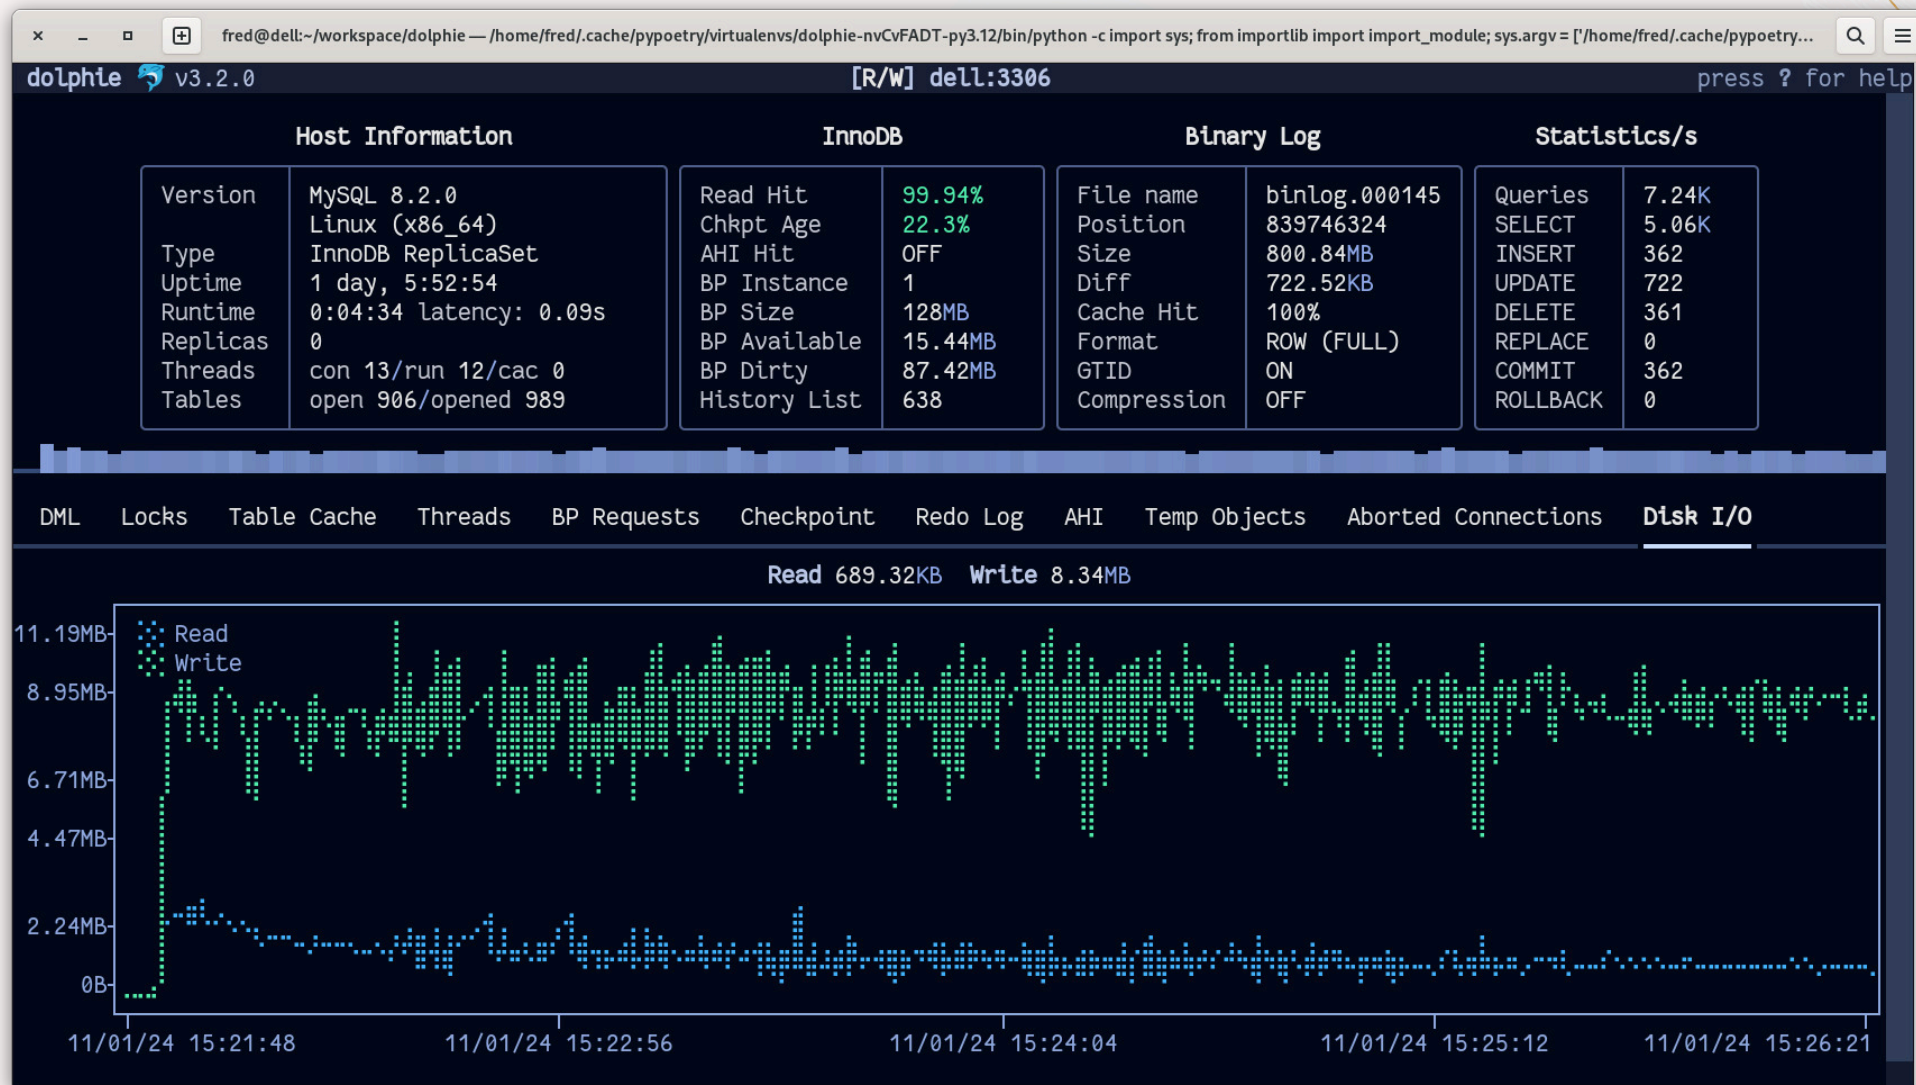 fred@dell:~/workspace/dolphie — /home/fred/.cache/pypoetry/virtualenvs/dolphie-nvCvFADT-py3.12/bin/python -c import sys; from importlib import import_module; sys.argv = ['/home/fred/.cache/pypoetry…
dolphie v3.2.0 [R/W] dell:3306 press ? for help
Host Information
Version MySQL 8.2.0
Linux (x86_64)
Type InnoDB ReplicaSet
Uptime 1 day, 5:52:54
Runtime 0:04:34 latency: 0.09s
Replicas 0
Threads con 13/run 12/cac 0
Tables open 906/opened 989
InnoDB
Read Hit 99.94%
Chkpt Age 22.3%
AHI Hit OFF
BP Instance 1
BP Size 128MB
BP Available 15.44MB
BP Dirty 87.42MB
History List 638
Binary Log
File name binlog.000145
Position 839746324
Size 800.84MB
Diff 722.52KB
Cache Hit 100%
Format ROW (FULL)
GTID ON
Compression OFF
Statistics/s
Queries 7.24K
SELECT 5.06K
INSERT 362
UPDATE 722
DELETE 361
REPLACE 0
COMMIT 362
ROLLBACK 0
DML Locks Table Cache Threads BP Requests Checkpoint Redo Log AHI Temp Objects Aborted Connections Disk I/O
Read 689.32KB Write 8.34MB
Read
Write
11.19MB
8.95MB
6.71MB
4.47MB
2.24MB
0B
11/01/24 15:21:48 11/01/24 15:22:56 11/01/24 15:24:04 11/01/24 15:25:12 11/01/24 15:26:21